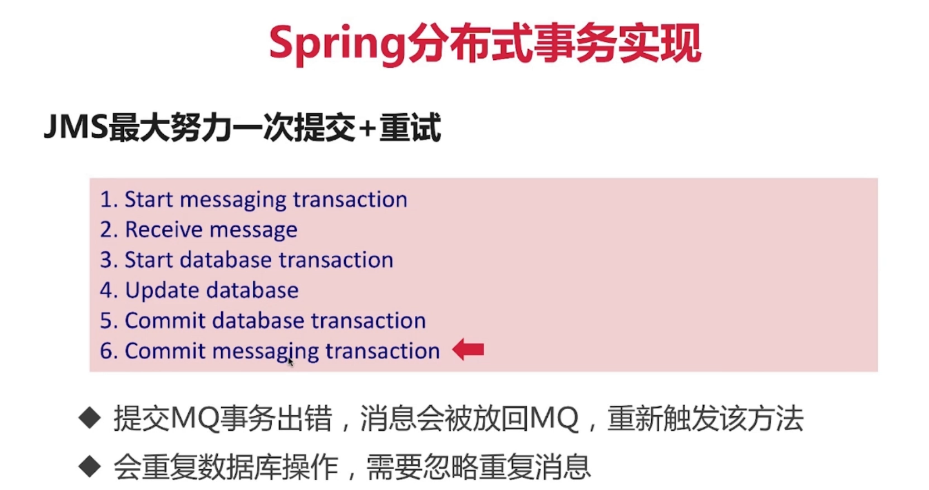 Spring分布式事务实现
JMS最大努力一次提交+重试
1. Start messaging transaction
2. Receive message
3. Start database transaction
4. Update database
5. Commit database transaction
6. Commit messaging transaction
◆ 提交MQ事务出错，消息会被放回MQ，重新触发该方法
◆ 会重复数据库操作，需要忽略重复消息